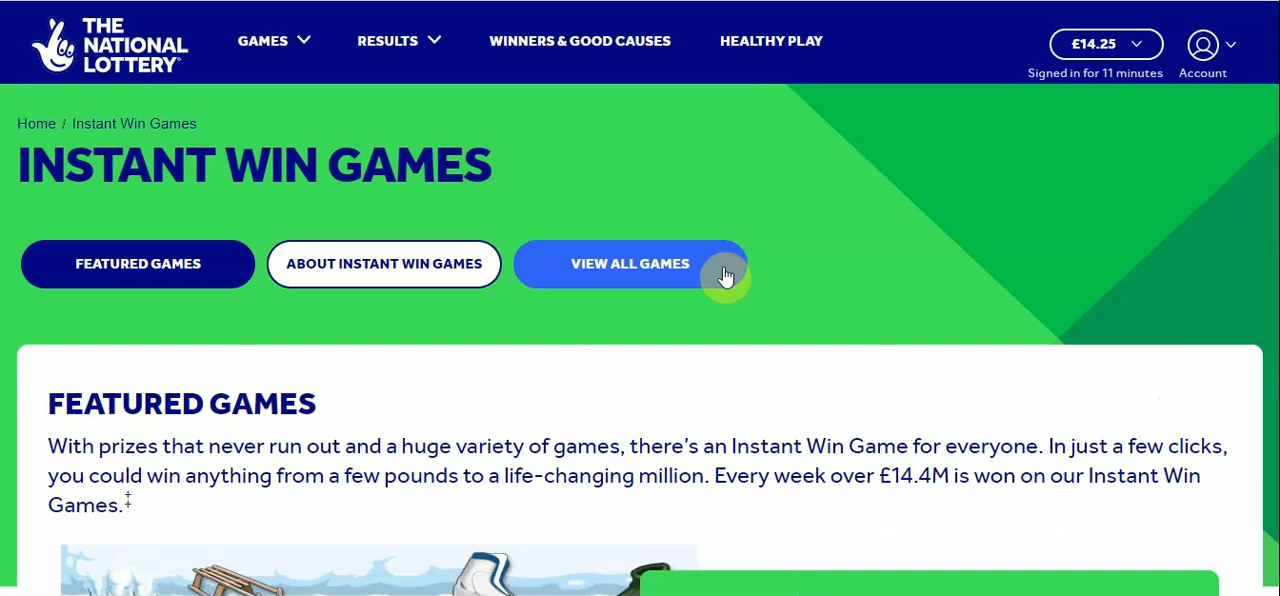 THE
NATIONAL
LOTTERY®
GAMES
RESULTS
WINNERS & GOOD CAUSES
HEALTHY PLAY
£14.25
Signed in for 11 minutes
Account
Home / Instant Win Games
INSTANT WIN GAMES
FEATURED GAMES
ABOUT INSTANT WIN GAMES
VIEW ALL GAMES
FEATURED GAMES
With prizes that never run out and a huge variety of games, there's an Instant Win Game for everyone. In just a few clicks,
you could win anything from a few pounds to a life-changing million. Every week over £14.4M is won on our Instant Win
Games.‡